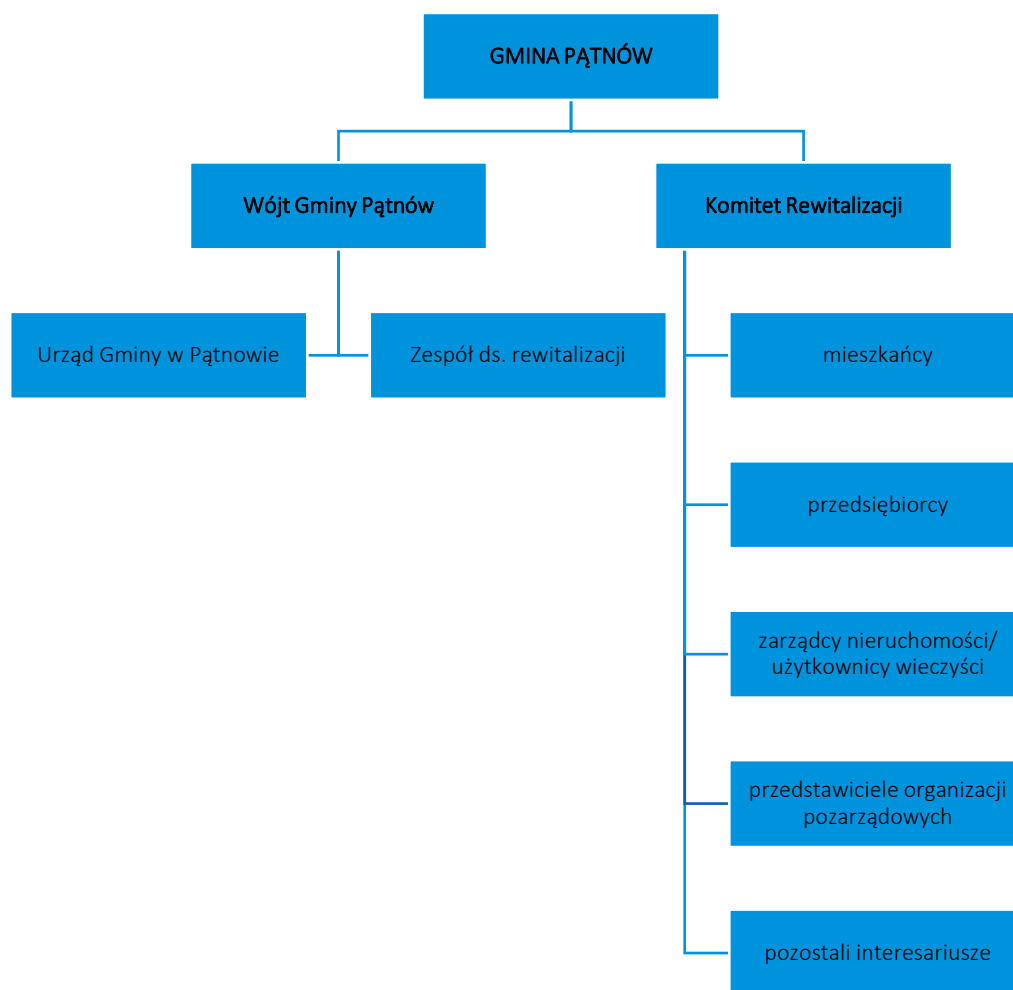 GMINA PĄTNÓW
Wójt Gminy Pątnów
Komitet Rewitalizacji
Urząd Gminy w Pątnowie
Zespół ds. rewitalizacji
mieszkańcy
przedsiębiorcy
zarządcy nieruchomości/
użytkownicy wieczyści
przedstawiciele organizacji
pozarządowych
pozostali interesariusze